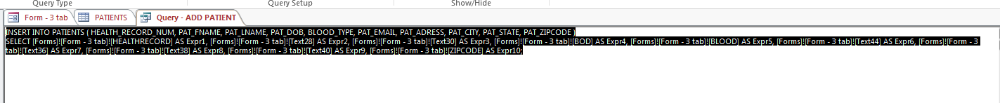 Query Type Query Setup Show/Hide
Form - 3 tab PATIENTS Query - ADD PATIENT
INSERT INTO PATIENTS ( HEALTH_RECORD_NUM, PAT_FNAME, PAT_LNAME, PAT_DOB, BLOOD_TYPE, PAT_EMAIL, PAT_ADRESS, PAT_CITY, PAT_STATE, PAT_ZIPCODE )
SELECT [Forms]![Form - 3 tab]![HEALTHRECORD] AS Expr1, [Forms]![Form - 3 tab]![Text28] AS Expr2, [Forms]![Form - 3 tab]![Text30] AS Expr3, [Forms]![Form - 3 tab]![BOD] AS Expr4, [Forms]![Form - 3 tab]![BLOOD] AS Expr5, [Forms]![Form - 3 tab]![Text44] AS Expr6, [Forms]![Form - 3
tab]![Text36] AS Expr7, [Forms]![Form - 3 tab]![Text38] AS Expr8, [Forms]![Form - 3 tab]![Text40] AS Expr9, [Forms]![Form - 3 tab]![ZIPCODE] AS Expr10;